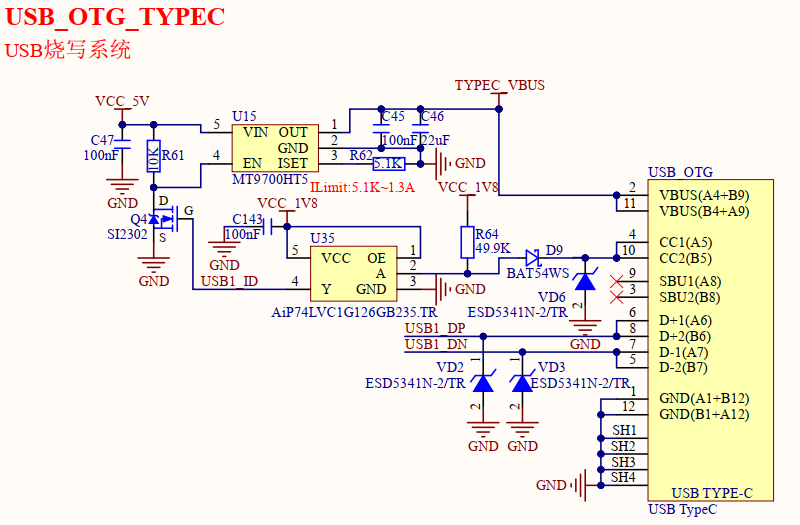 USB_OTG_TYPEC
USB烧写系统
TYPEC_VBUS
VCC_5V
U15
C45
C46
5 VIN OUT 1
C47
100nF
10K
R61
GND 2
100nF
22uF
4 EN ISET 3
R62
5.1K
GND
MT9700HT5
ILimit:5.1K~1.3A
VCC_1V8
GND
USB_OTG
2 VBUS(A4+B9)
11 VBUS(B4+A9)
D
G
S
Q4
SI2302
VCC_1V8
C143
100nF
GND
U35
R64
49.9K
4 CC1(A5)
10 CC2(B5)
D9
BAT54WS
5 VCC OE 1
A 2
4 Y GND 3
GND
GND
USB1_ID
9 SBU1(A8)
3 SBU2(B8)
VD6
2
AiP74LVC1G126GB235.TR
ESD5341N-2/TR
GND
6 D+1(A6)
8 D+2(B6)
7 D-1(A7)
5 D-2(B7)
USB1_DP
USB1_DN
1
1
VD2
ESD5341N-2/TR
VD3
ESD5341N-2/TR
2
2
GND
GND
1 GND(A1+B12)
12 GND(B1+A12)
SH1
SH2
SH3
SH4
GND
USB TYPE-C
USB TypeC